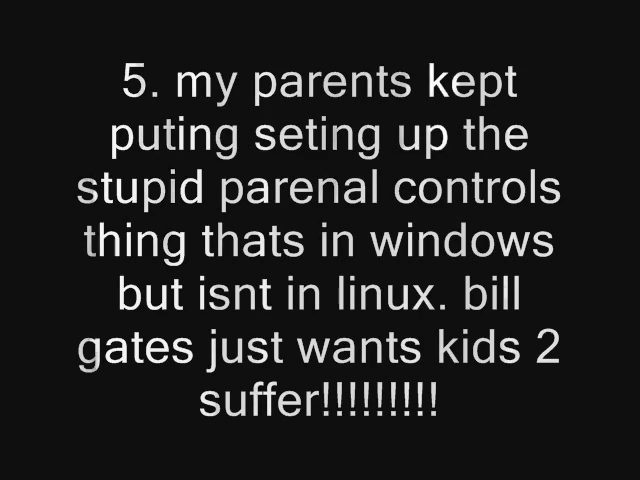 5. my parents kept
puting seting up the
stupid parenal controls
thing thats in windows
but isnt in linux. bill
gates just wants kids 2
suffer!!!!!!!!!